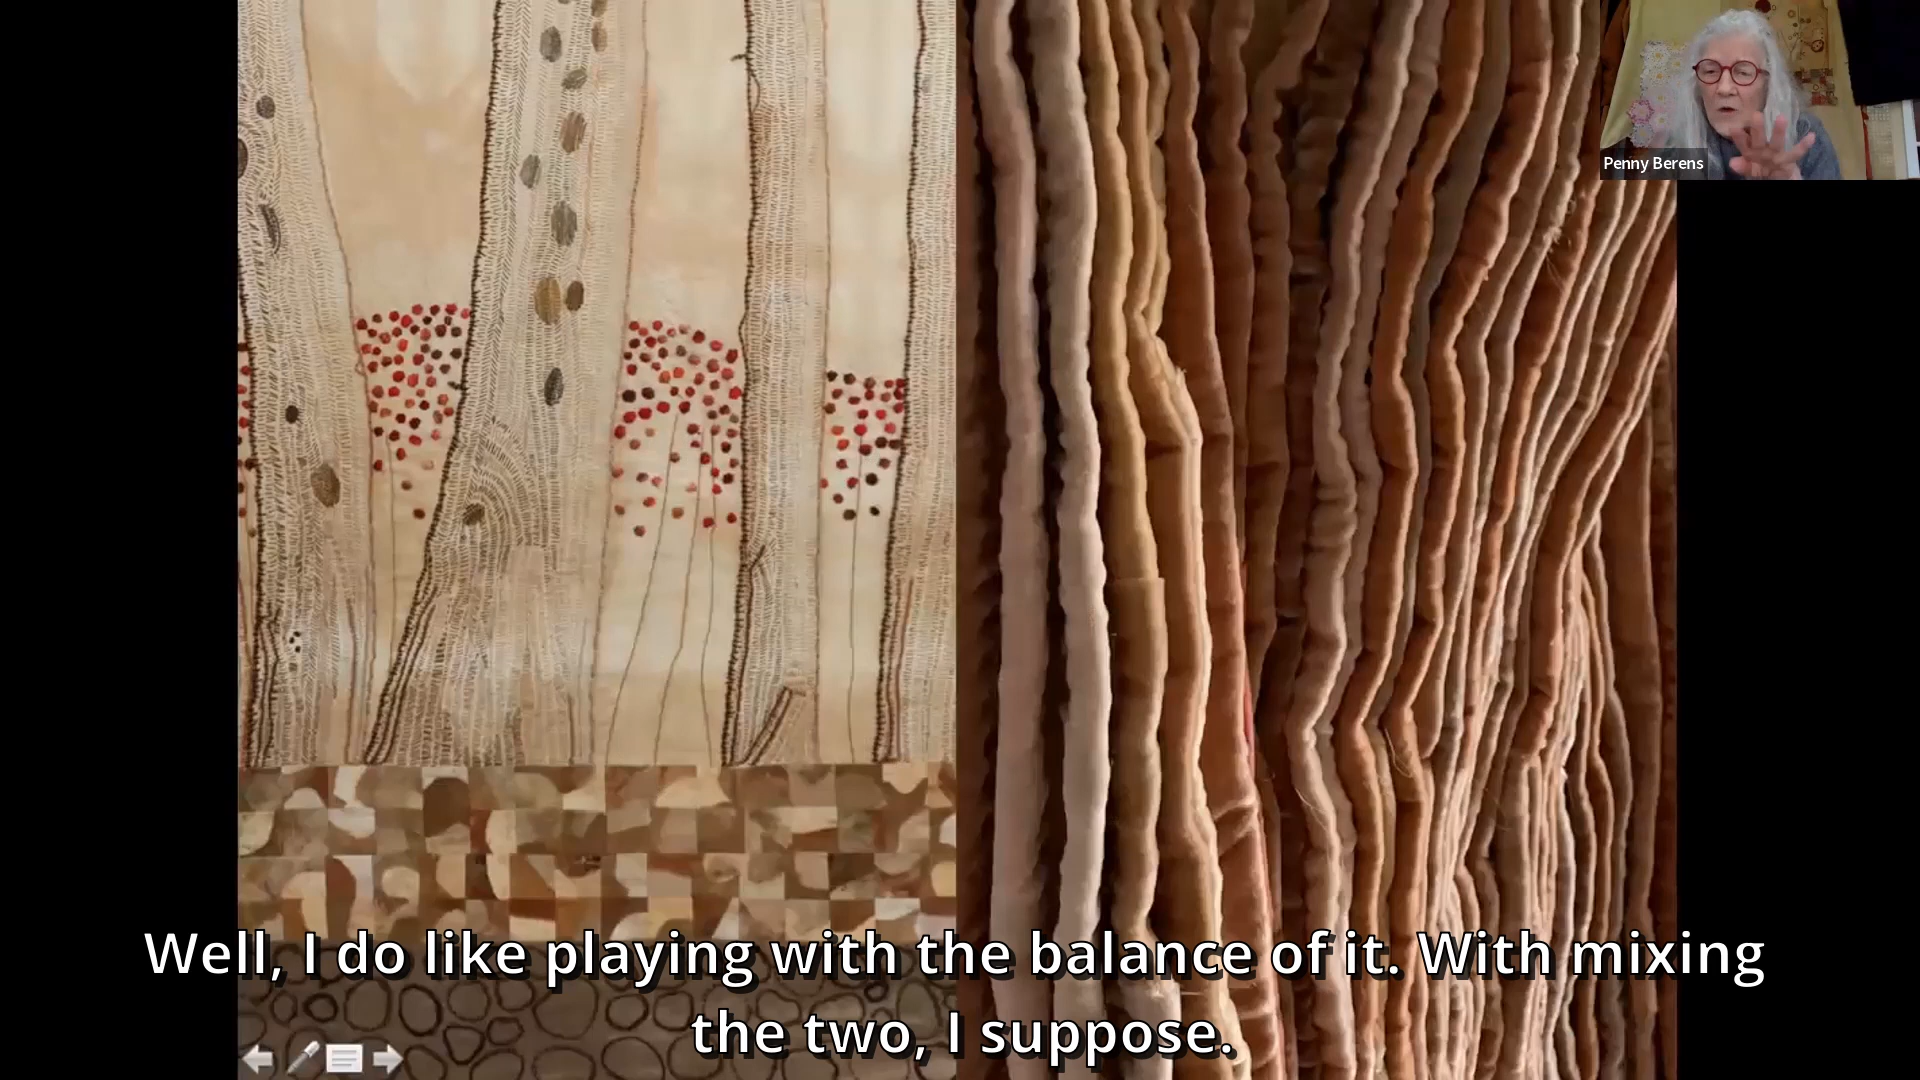 Penny Berens
Well, I do like playing with the balance of it. With mixing
the two, I suppose.